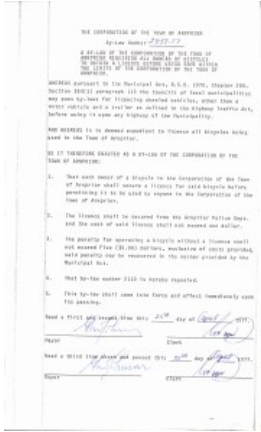 THE CORPORATION OF THE TOWN OF ARNPRIOR
By-Law Number
A BY-LAW OF THE CORPORATION OF THE TOWN OF
ARNPRIOR REQUIRING ALL OWNERS OF BICYCLES
TO OBTAIN A LICENCE BEFORE USING SAME WITHIN
THE LIMITS OF THE CORPORATION OF THE TOWN OF
ARNPRIOR.
WHEREAS pursuant to the Municipal Act, R.S.O. 1970, Chapter 284,
Section paragraph the Councils of local municipalities
may pass by-laws for licensing vehicles, other than a
motor vehicle and a trailer as defined in the Highway Traffic Act,
before using it upon any highway of the Municipality.
AND WHEREAS it is deemed expedient to license all bicycles being
used in the Town of Arnprior.
BE IT THEREFORE ENACTED AS A BY-LAW OF THE CORPORATION OF THE
TOWN OF ARNPRIOR:
1. That each owner of a bicycle in the Corporation of the Town
of Arnprior shall secure a licence for said bicycle before
permitting it to be used by anyone in the Corporation of the
Town of Arnprior.
2. The licence shall be secured from the Arnprior Police Dept.
and the cost of said licence shall not exceed one dollar.
3. The penalty for operating a bicycle without a licence shall
not exceed Five ($5.00) Dollars, exclusive of costs provided,
said penalty can be recovered in the manner provided by the
Municipal Act.
4. That by-law number is hereby repealed.
5. This by-law shall come into force and effect immediately upon
its passing.
Read a first and second time this day of
Mayor Clerk
Read a third time and passed this day of
Mayor Clerk